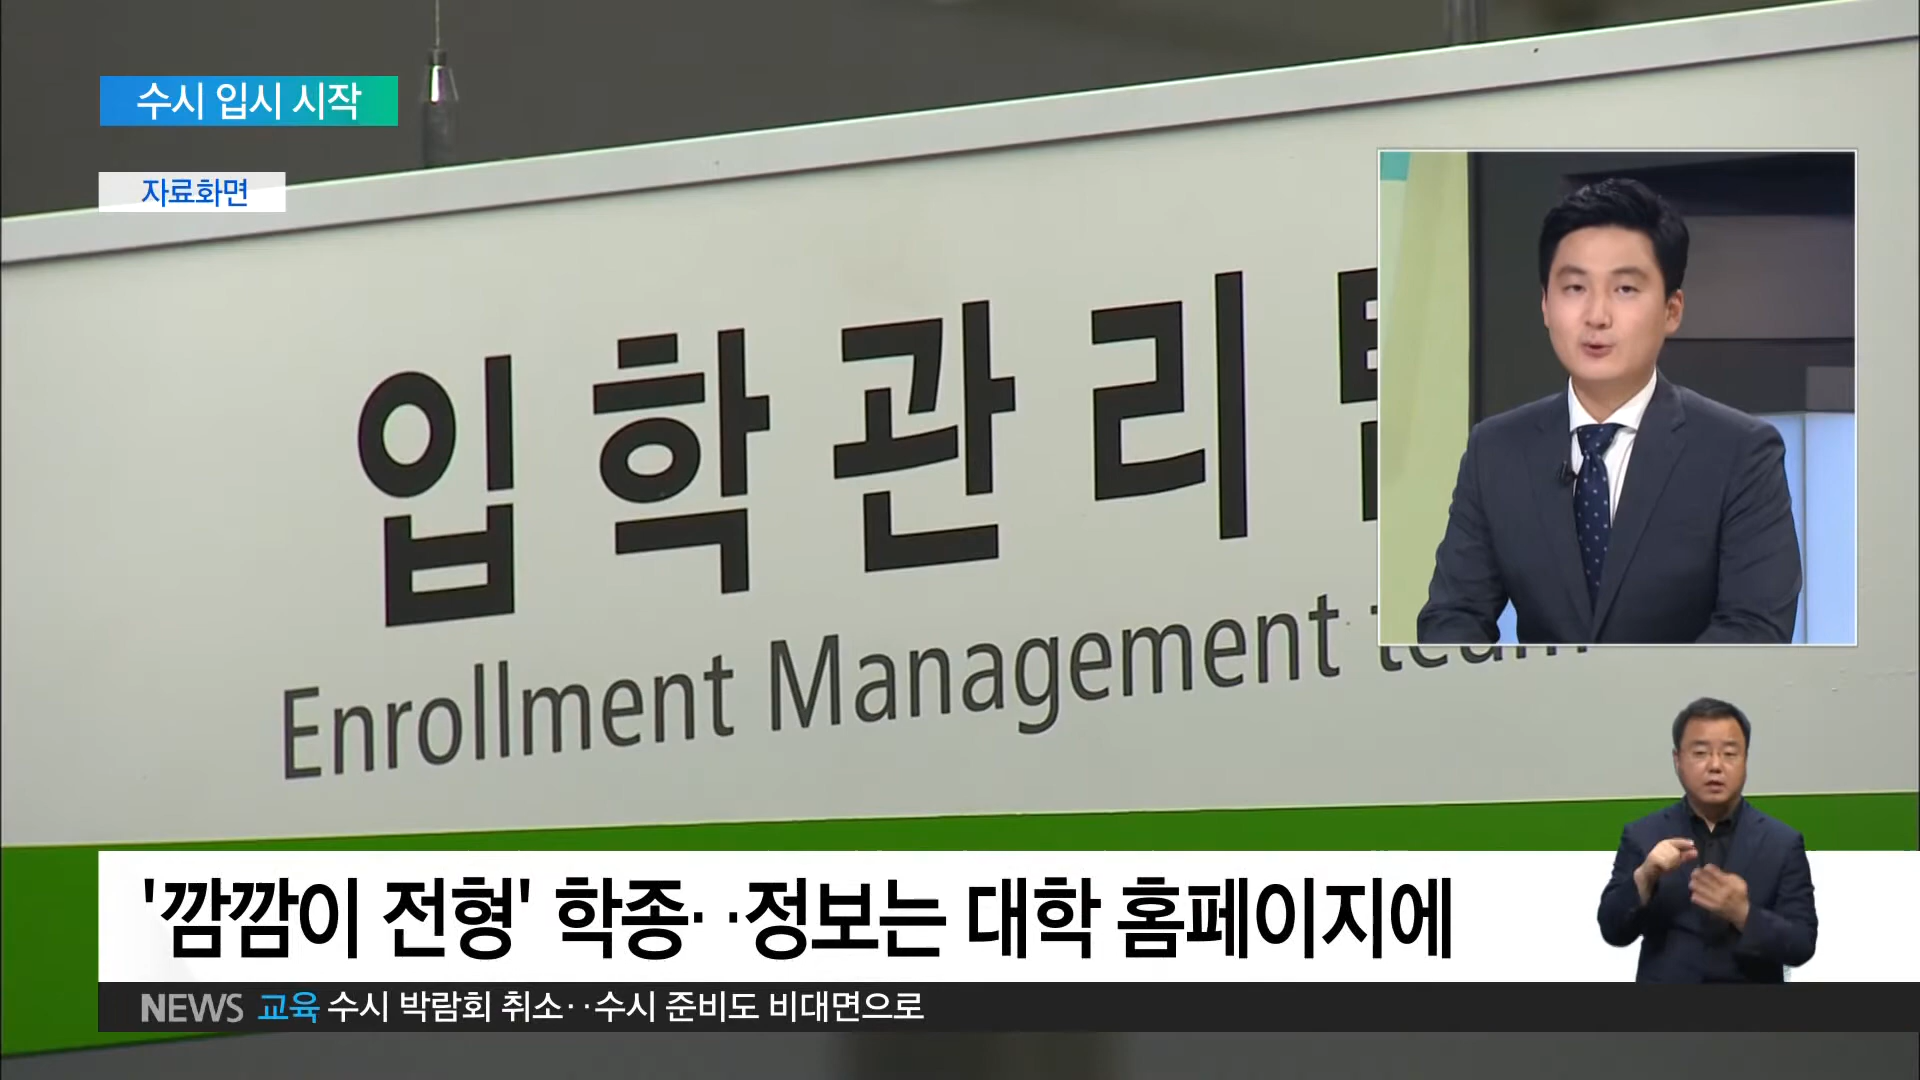 수시 입시 시작
자료화면
입학관리
Enrollment Management
'깜깜이 전형' 학종‥정보는 대학 홈페이지에
NEWS 교육 수시 박람회 취소‥수시 준비도 비대면으로